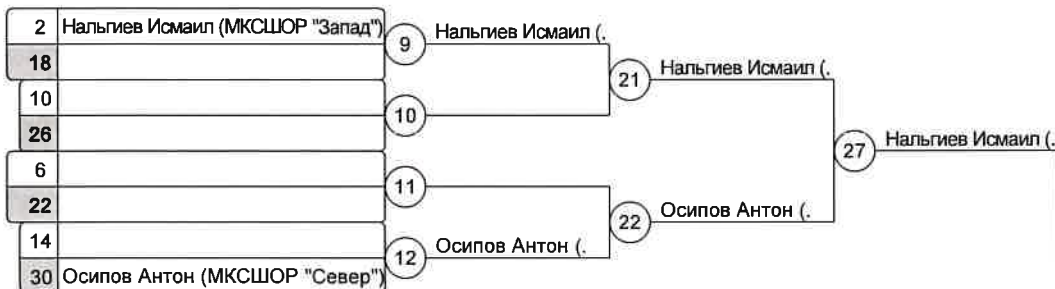 2 Нальгиев Исмаил (МКСШОР "Запад")
9 Нальгиев Исмаил (.
18
21 Нальгиев Исмаил (.
10
10
26
27 Нальгиев Исмаил (.
6
11
22
22 Осипов Антон (.
14
12 Осипов Антон (.
30 Осипов Антон (МКСШОР "Север")